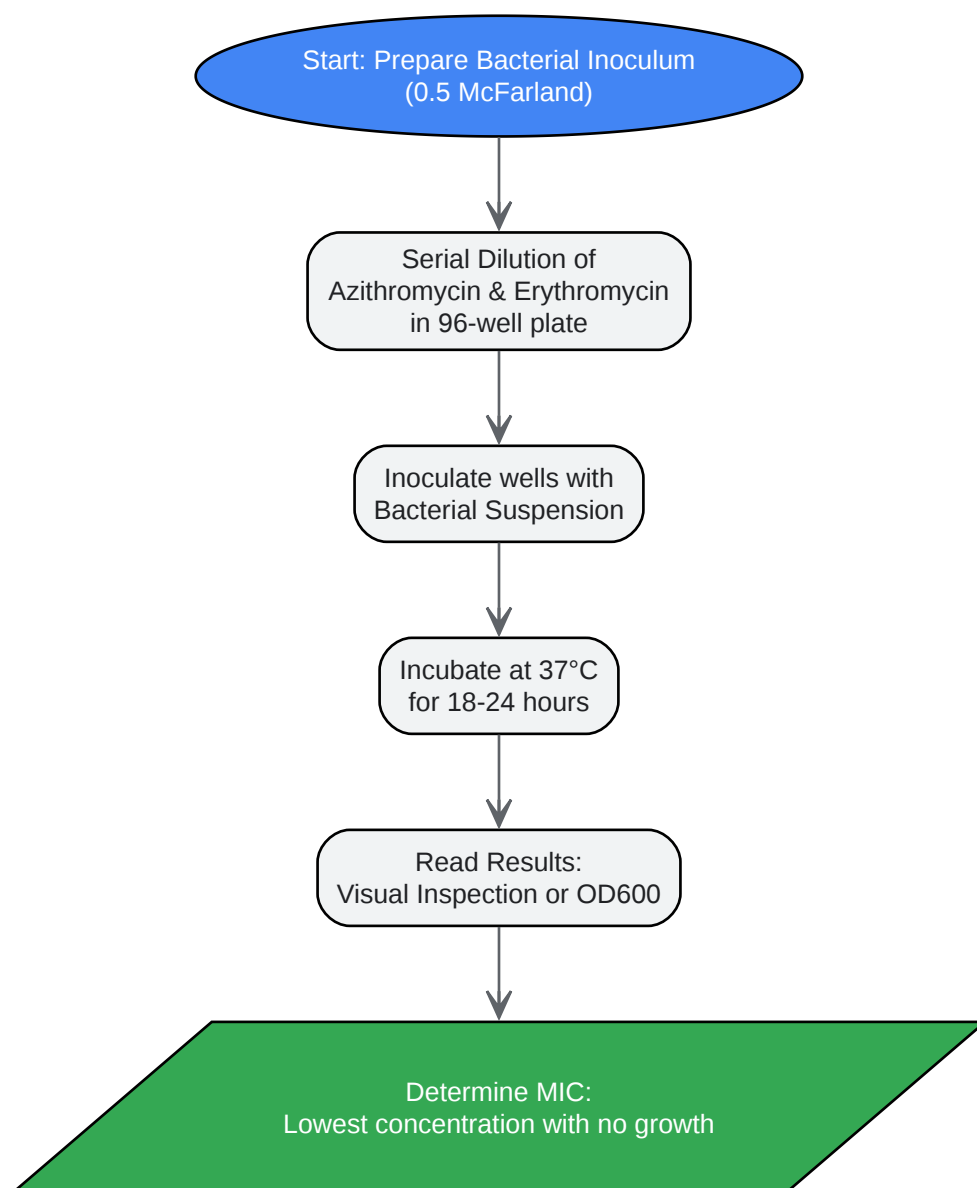 Start: Prepare Bacterial Inoculum
(0.5 McFarland)
Serial Dilution of
Azithromycin & Erythromycin
in 96-well plate
Inoculate wells with
Bacterial Suspension
Incubate at 37°C
for 18-24 hours
Read Results:
Visual Inspection or OD600
Determine MIC:
Lowest concentration with no growth